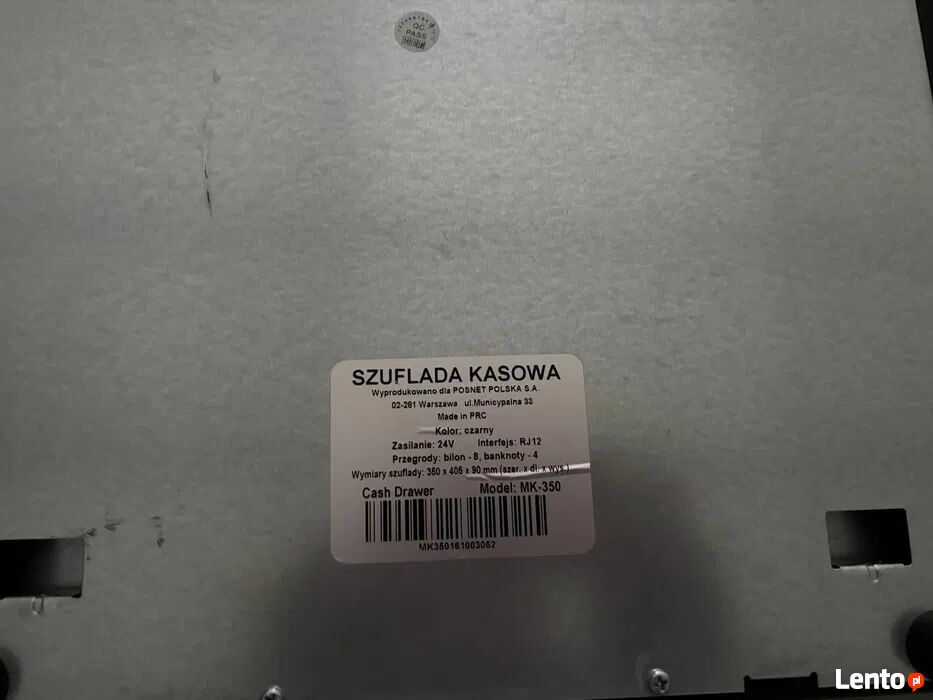 QC
PASS
SZUFLADA KASOWA
Wyprodukowano dla POSNET POLSKA S.A.
02-281 Warszawa ul.Municypalna 33
Made in PRC
Kolor: czarny
Zasilanie: 24V Interfejs: RJ12
Przegrody: bilon - 8, banknoty - 4
Wymiary szuflady: 350 x 405 x 90 mm (szer. x dł. x wys.)
Cash Drawer Model: MK-350
MK350161003052
Lento.pl